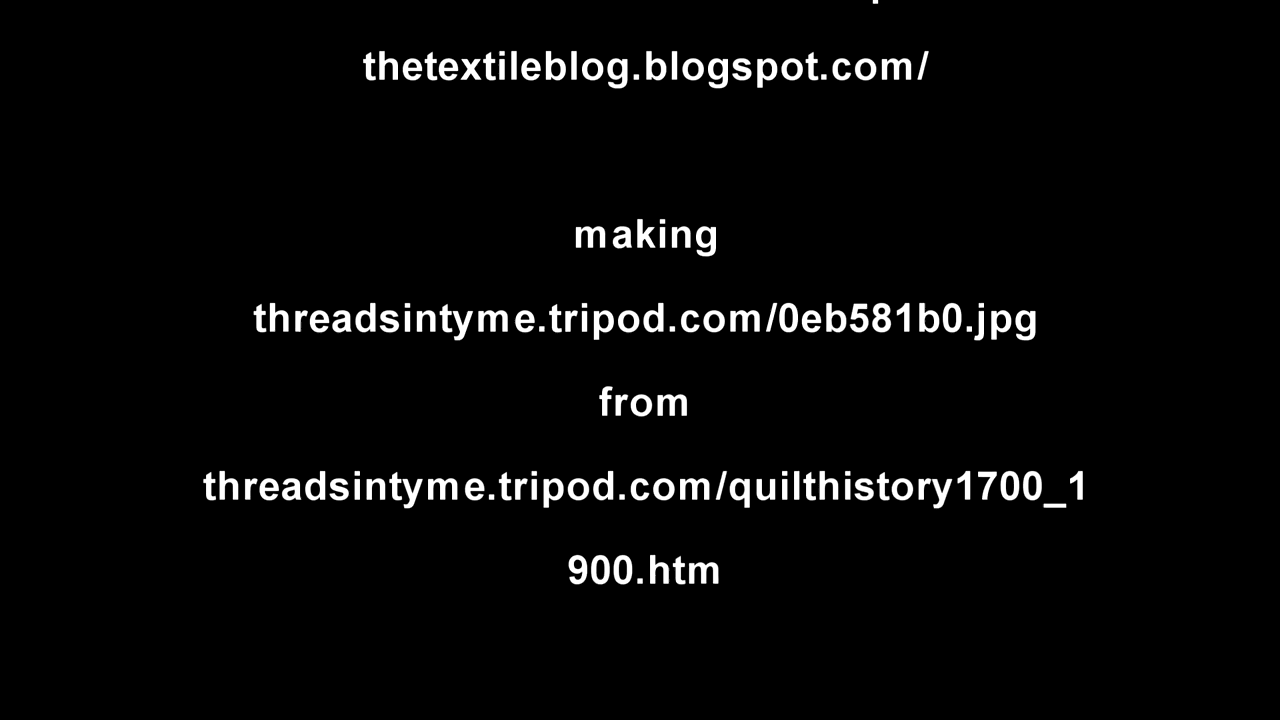 thetextileblog.blogspot.com/
making
threadsintyme.tripod.com/0eb581b0.jpg
from
threadsintyme.tripod.com/quilthistory1700_1
900.htm